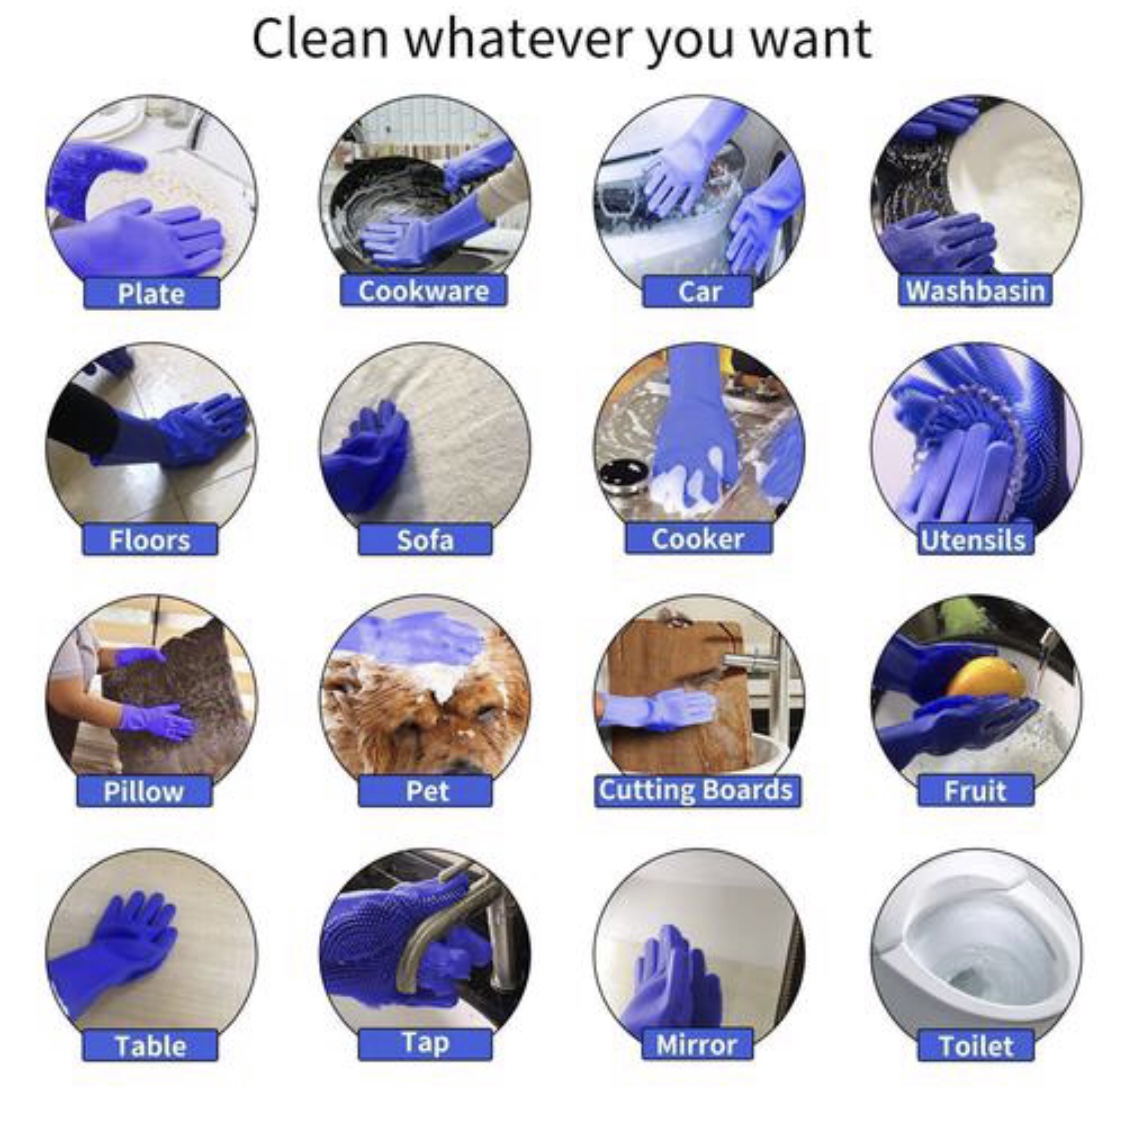 Clean whatever you want
Plate
Cookware
Car
Washbasin
Floors
Sofa
Cooker
Utensils
Pillow
Pet
Cutting Boards
Fruit
Table
Tap
Mirror
Toilet